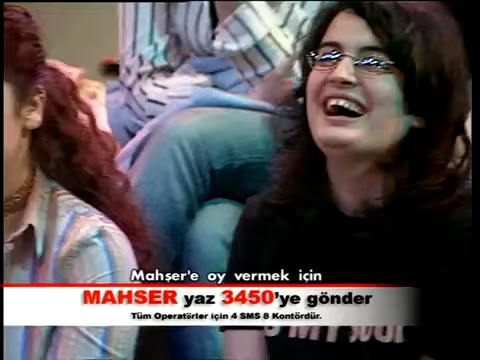 Mahşer'e oy vermek için
MAHSER yaz 3450'ye gönder
Tüm Operatörler için 4 SMS 8 Kontördür.